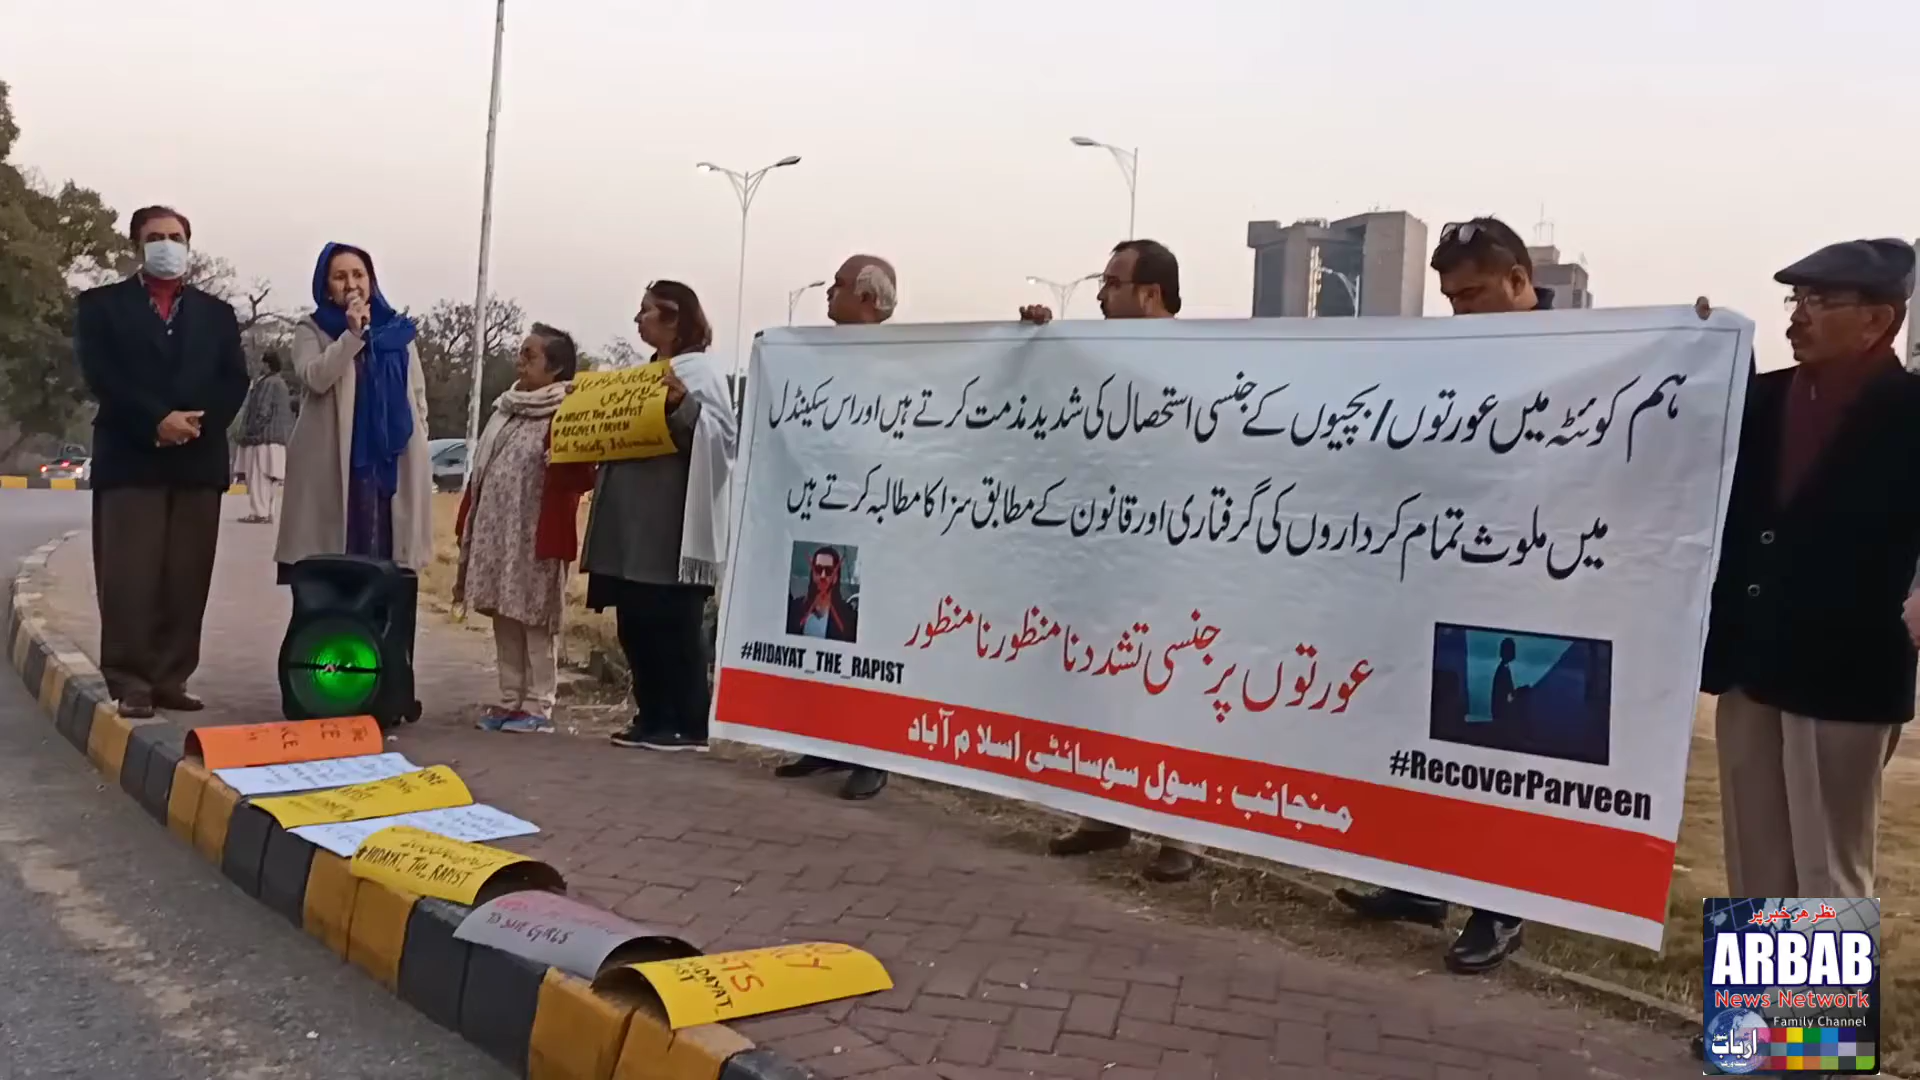 ہم کوئٹہ میں عورتوں/بچیوں کے جنسی استحصال کی شدید مذمت کرتے ہیں اور اس سکینڈل
میں ملوث تمام کرداروں کی گرفتاری اور قانون کے مطابق سزا کا مطالبہ کرتے ہیں
عورتوں پر جنسی تشدد نامنظور نامنظور
#HIDAYAT_THE_RAPIST
#RecoverParveen
منجانب : سول سوسائٹی اسلام آباد
THE_RAPIST
#RECOVER PARVEEN
Civil Society Islamabad
#HIDAYAT_THE_RAPIST
GIRLS
HIDAYAT
نظر ہر خبر پر
ARBAB
News Network
Family Channel
ارباب